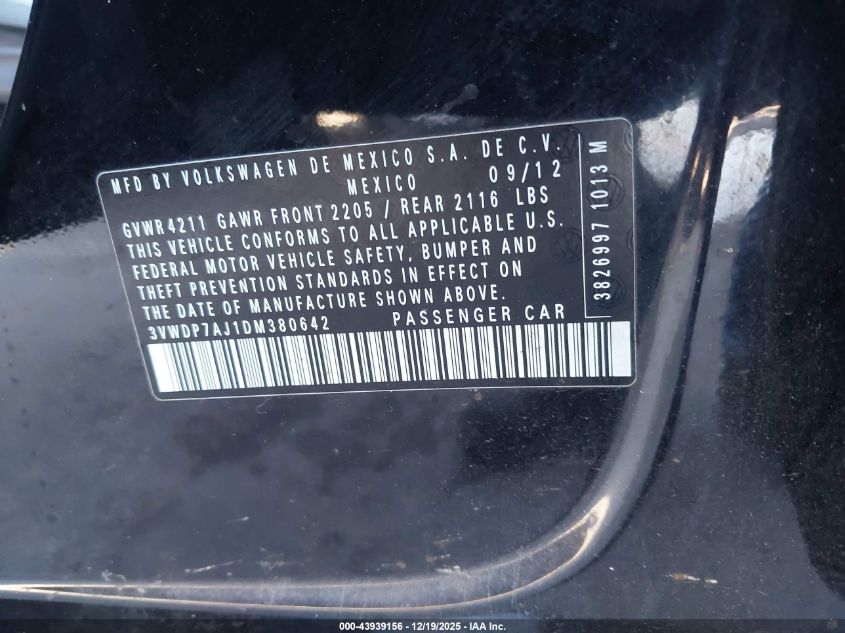 MFD BY VOLKSWAGEN DE MEXICO S.A. DE C.V.
MEXICO 09/12
GVWR4211 GAWR FRONT 2205 / REAR 2116 LBS
THIS VEHICLE CONFORMS TO ALL APPLICABLE U.S.
FEDERAL MOTOR VEHICLE SAFETY, BUMPER AND
THEFT PREVENTION STANDARDS IN EFFECT ON
THE DATE OF MANUFACTURE SHOWN ABOVE.
3VWDP7AJ1DM380642 PASSENGER CAR
3826997 1013 M
000-43939156 - 12/19/2025 - IAA Inc.